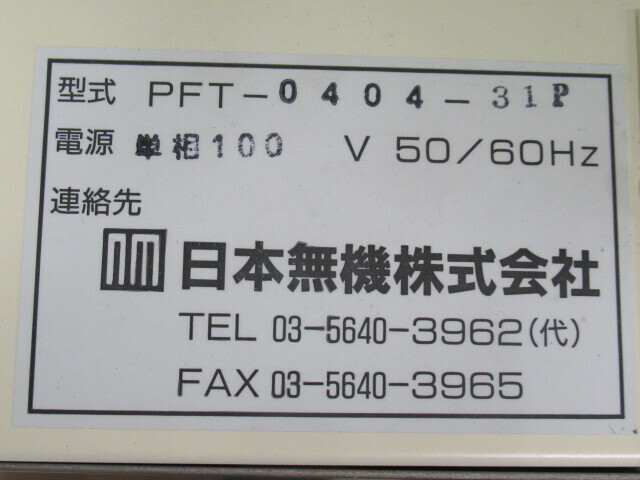 型式 PFT-0404-31P
電源 単相100 V 50/60Hz
連絡先
日本無機株式会社
TEL 03-5640-3962(代)
FAX 03-5640-3965